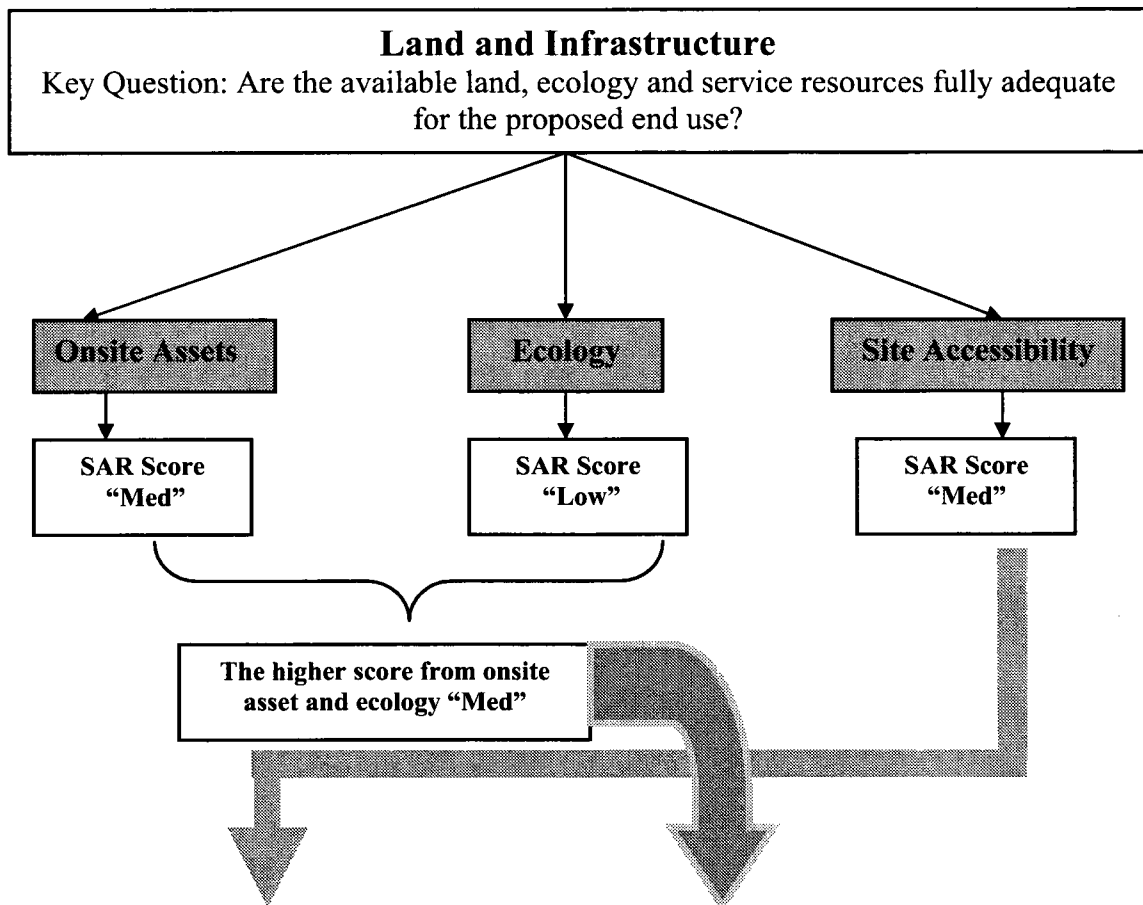 Land and Infrastructure
Key Question: Are the available land, ecology and service resources fully adequate
for the proposed end use?
Onsite Assets
Ecology
Site Accessibility
SAR Score
“Med”
SAR Score
“Low”
SAR Score
“Med”
The higher score from onsite
asset and ecology “Med”